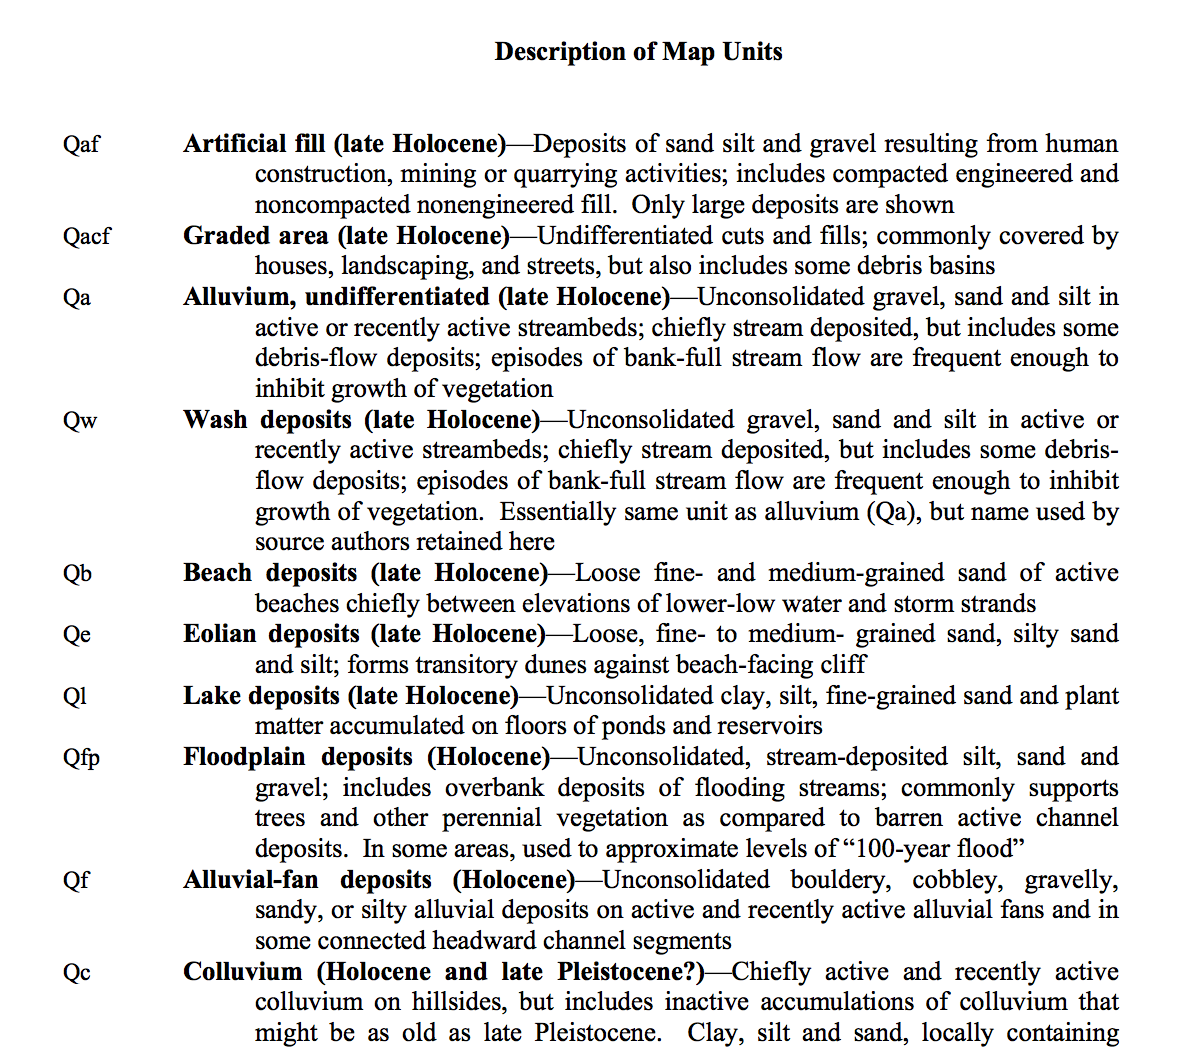 Description of Map Units
Qaf Artificial fill (late Holocene)—Deposits of sand silt and gravel resulting from human
construction, mining or quarrying activities; includes compacted engineered and
noncompacted nonengineered fill.  Only large deposits are shown
Qacf Graded area (late Holocene)—Undifferentiated cuts and fills; commonly covered by
houses, landscaping, and streets, but also includes some debris basins
Qa Alluvium, undifferentiated (late Holocene)—Unconsolidated gravel, sand and silt in
active or recently active streambeds; chiefly stream deposited, but includes some
debris-flow deposits; episodes of bank-full stream flow are frequent enough to
inhibit growth of vegetation
Qw Wash deposits (late Holocene)—Unconsolidated gravel, sand and silt in active or
recently active streambeds; chiefly stream deposited, but includes some debris-
flow deposits; episodes of bank-full stream flow are frequent enough to inhibit
growth of vegetation.  Essentially same unit as alluvium (Qa), but name used by
source authors retained here
Qb Beach deposits (late Holocene)—Loose fine- and medium-grained sand of active
beaches chiefly between elevations of lower-low water and storm strands
Qe Eolian deposits (late Holocene)—Loose, fine- to medium- grained sand, silty sand
and silt; forms transitory dunes against beach-facing cliff
Ql Lake deposits (late Holocene)—Unconsolidated clay, silt, fine-grained sand and plant
matter accumulated on floors of ponds and reservoirs
Qfp Floodplain deposits (Holocene)—Unconsolidated, stream-deposited silt, sand and
gravel; includes overbank deposits of flooding streams; commonly supports
trees and other perennial vegetation as compared to barren active channel
deposits.  In some areas, used to approximate levels of “100-year flood”
Qf Alluvial-fan deposits (Holocene)—Unconsolidated bouldery, cobbley, gravelly,
sandy, or silty alluvial deposits on active and recently active alluvial fans and in
some connected headward channel segments
Qc Colluvium (Holocene and late Pleistocene?)—Chiefly active and recently active
colluvium on hillsides, but includes inactive accumulations of colluvium that
might be as old as late Pleistocene.  Clay, silt and sand, locally containing